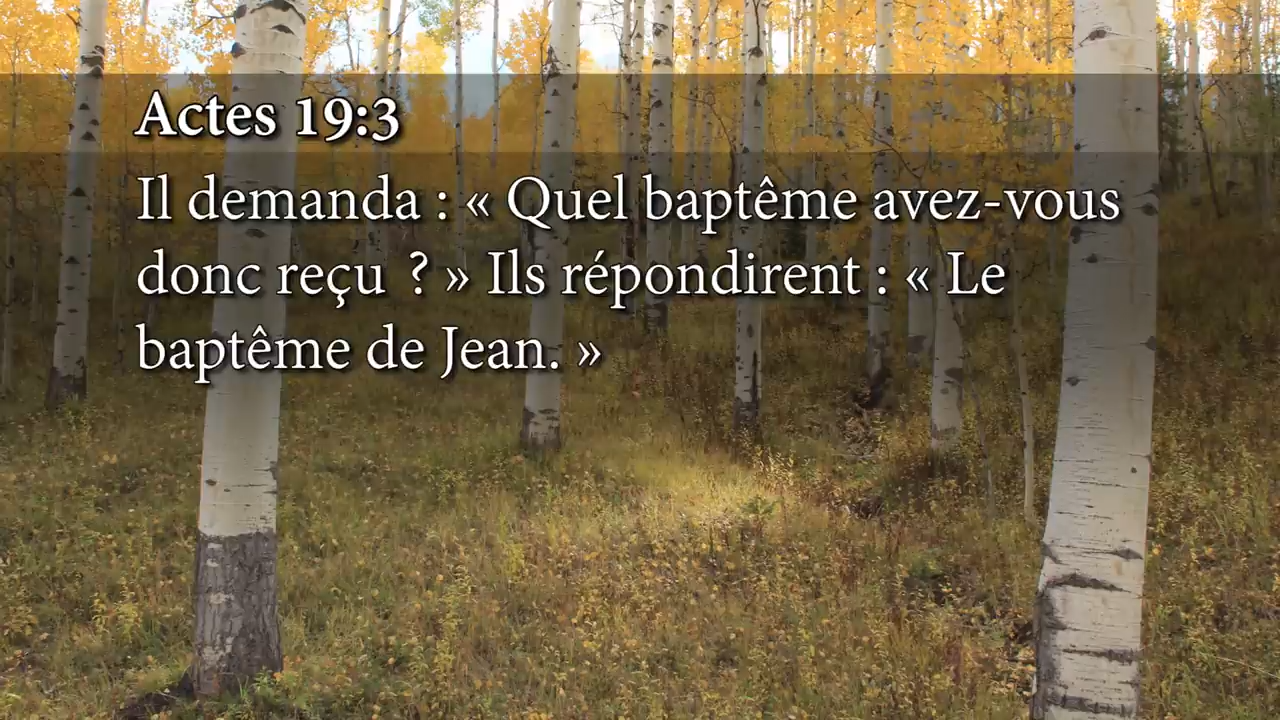 Actes 19:3
Il demanda : « Quel baptême avez-vous
donc reçu ? » Ils répondirent : « Le
baptême de Jean. »